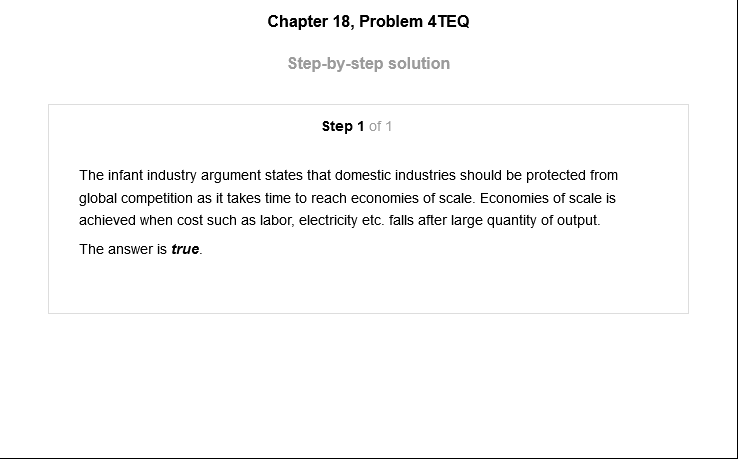 Chapter 18, Problem 4TEQ
Step-by-step solution
Step 1 of 1
The infant industry argument states that domestic industries should be protected from
global competition as it takes time to reach economies of scale. Economies of scale is
achieved when cost such as labor, electricity etc. falls after large quantity of output.
The answer is true.